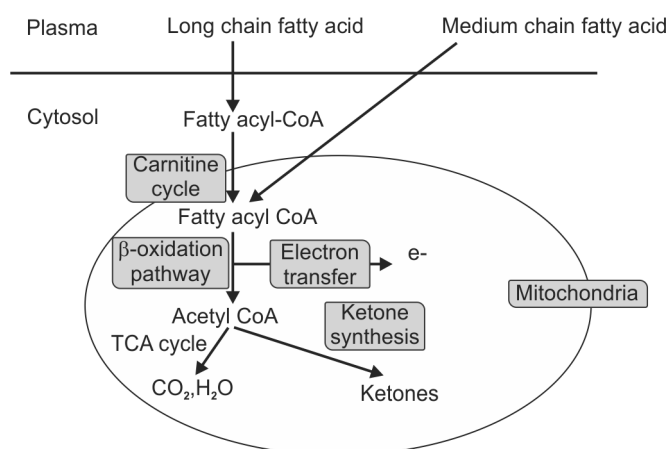 Plasma
Long chain fatty acid
Medium chain fatty acid
Cytosol
Fatty acyl-CoA
Carnitine
cycle
Fatty acyl CoA
β-oxidation
pathway
Electron
transfer
e-
Mitochondria
Acetyl CoA
Ketone
synthesis
TCA cycle
CO₂,H₂O
Ketones